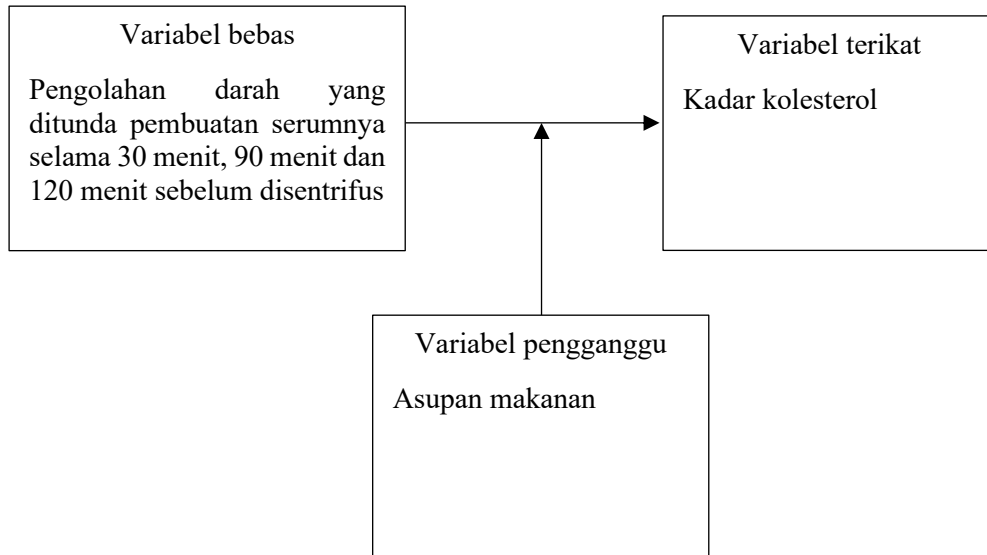 Variabel bebas
Pengolahan darah yang
ditunda pembuatan serumnya
selama 30 menit, 90 menit dan
120 menit sebelum disentrifus
Variabel terikat
Kadar kolesterol
Variabel pengganggu
Asupan makanan